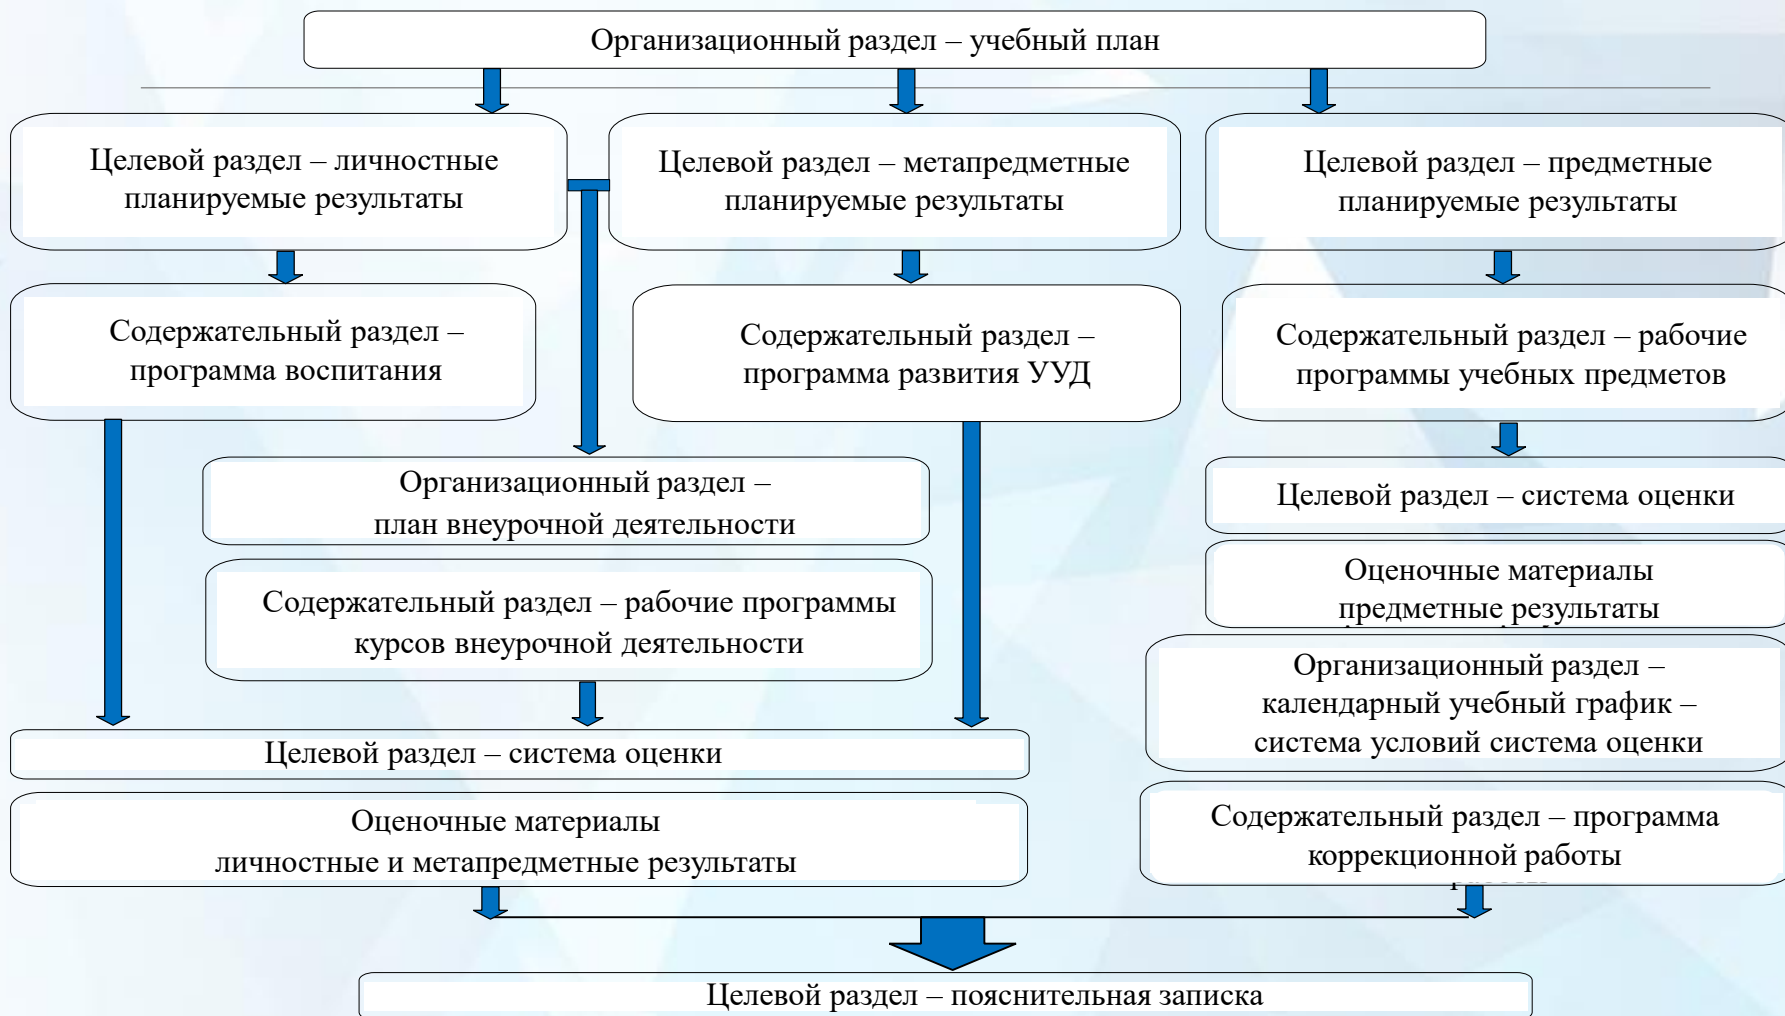 Организационный раздел – учебный план
Целевой раздел – личностные
планируемые результаты
Целевой раздел – метапредметные
планируемые результаты
Целевой раздел – предметные
планируемые результаты
Содержательный раздел –
программа воспитания
Содержательный раздел –
программа развития УУД
Содержательный раздел – рабочие
программы учебных предметов
Организационный раздел –
план внеурочной деятельности
Целевой раздел – система оценки
Содержательный раздел – рабочие программы
курсов внеурочной деятельности
Оценочные материалы
предметные результаты
Организационный раздел –
календарный учебный график –
система условий система оценки
Целевой раздел – система оценки
Оценочные материалы
личностные и метапредметные результаты
Содержательный раздел – программа
коррекционной работы
Целевой раздел – пояснительная записка